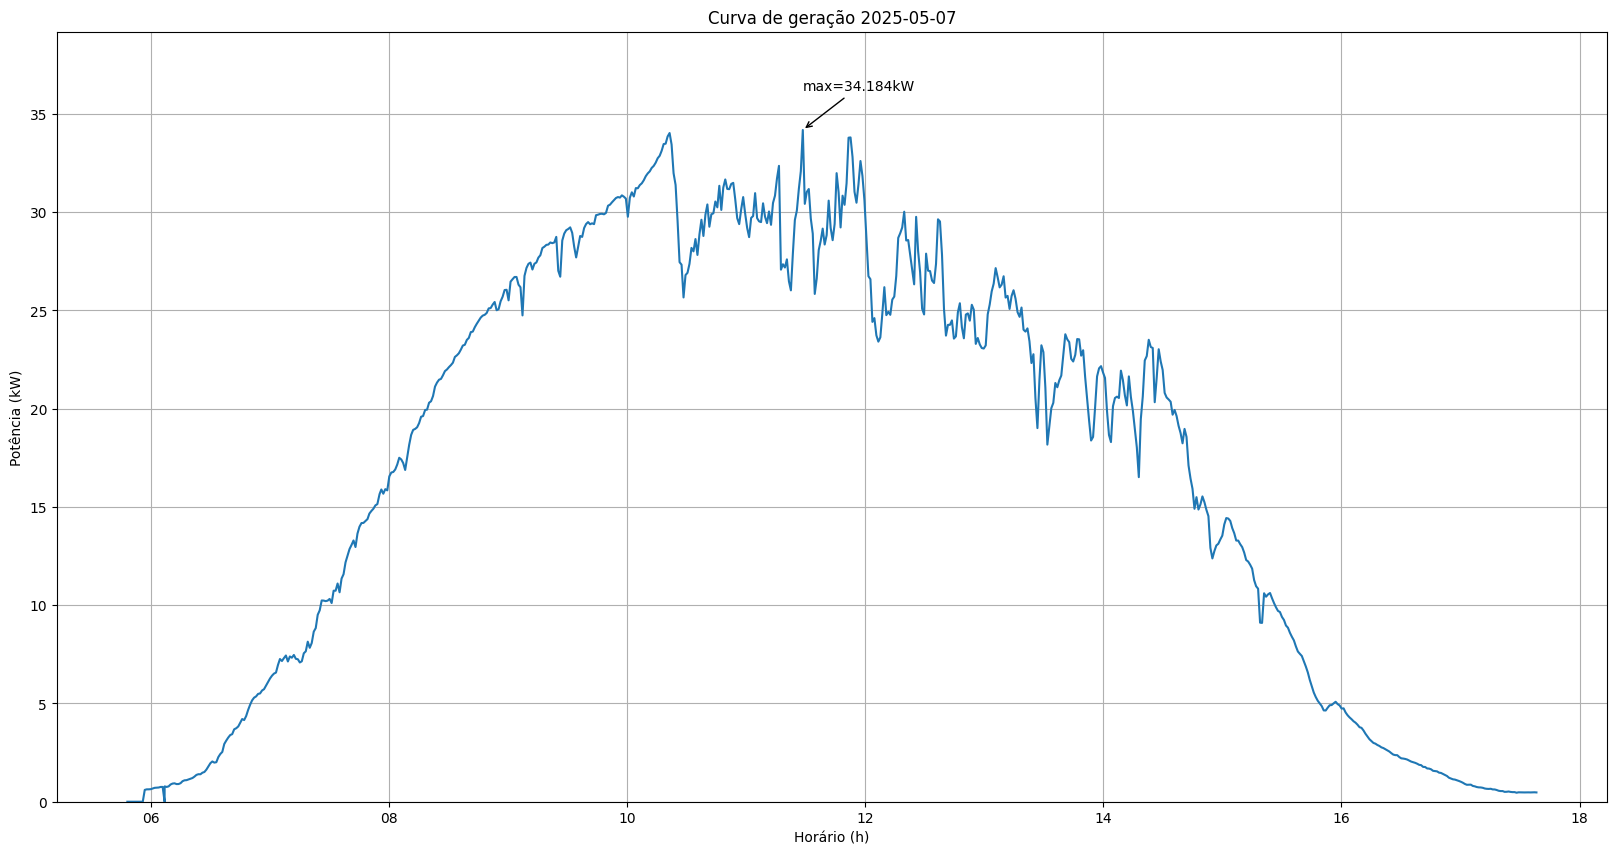 Curva de geração 2025-05-07
max=34.184kW
Potência (kW)
35
30
25
20
15
10
5
0
06 08 10 12 14 16 18
Horário (h)